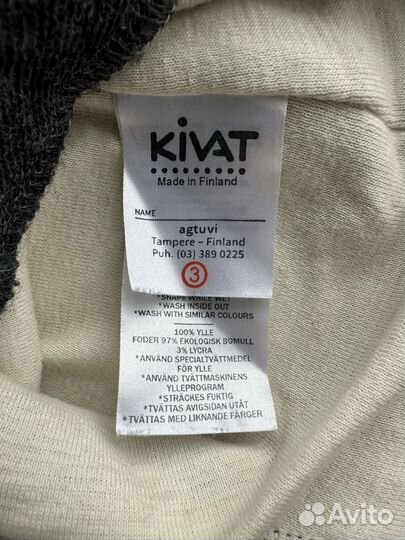 KIVAT
Made in Finland
NAME
agtuvi
Tampere – Finland
Puh. (03) 389 0225
3
*SHAPE WHILE WET
*WASH INSIDE OUT
*WASH WITH SIMILAR COLOURS
100% YLLE
FODER 97% EKOLOGISK BOMULL
3% LYCRA
*ANVÄND SPECIALTVÄTTMEDEL
FÖR YLLE
*ANVÄND TVÄTTMASKINENS
YLLEPROGRAM
*STRÄCKES FUKTIG
*TVÄTTAS AVIGSIDAN UTÅT
*TVÄTTAS MED LIKNANDE FÄRGER
Avito